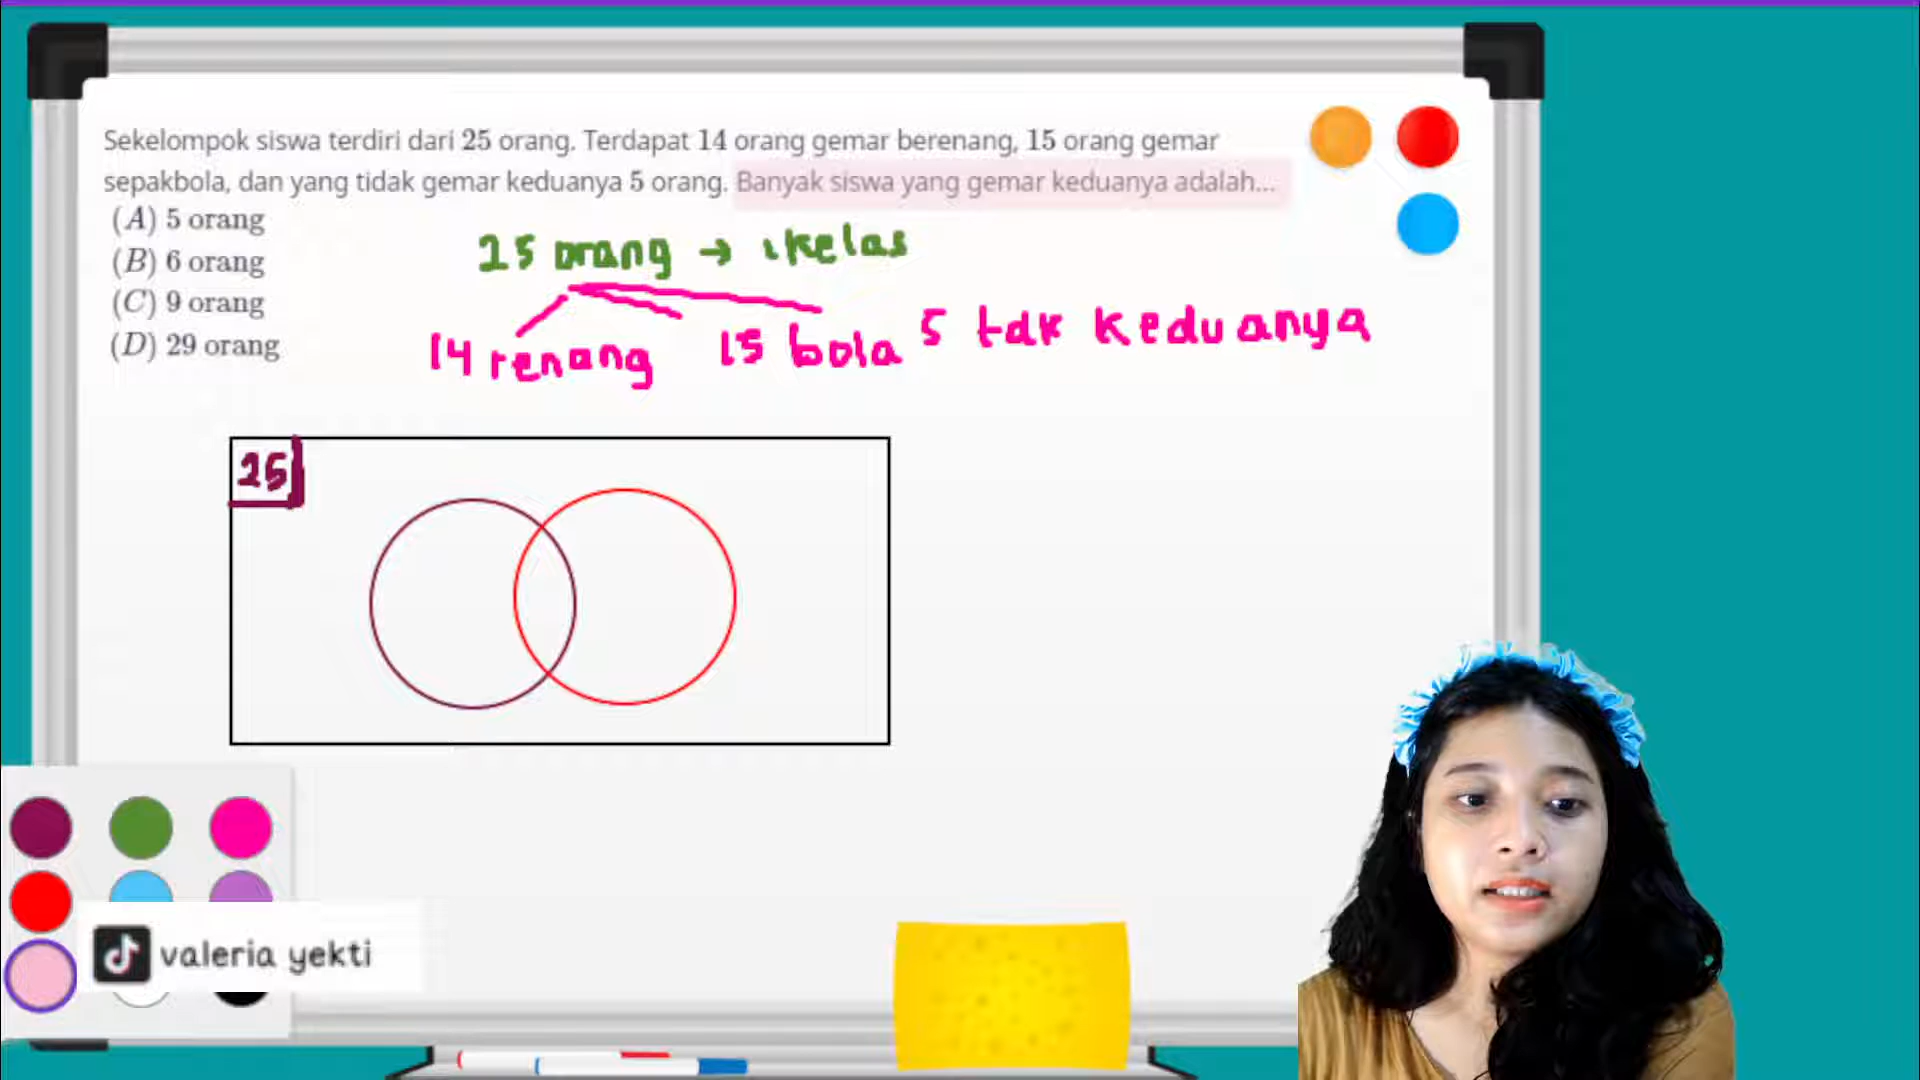 Sekelompok siswa terdiri dari 25 orang. Terdapat 14 orang gemar berenang, 15 orang gemar
sepakbola, dan yang tidak gemar keduanya 5 orang. Banyak siswa yang gemar keduanya adalah...
(A) 5 orang
(B) 6 orang
(C) 9 orang
(D) 29 orang
25 orang → 1 kelas
14 renang 15 bola 5 tdk keduanya
25
valeria yekti